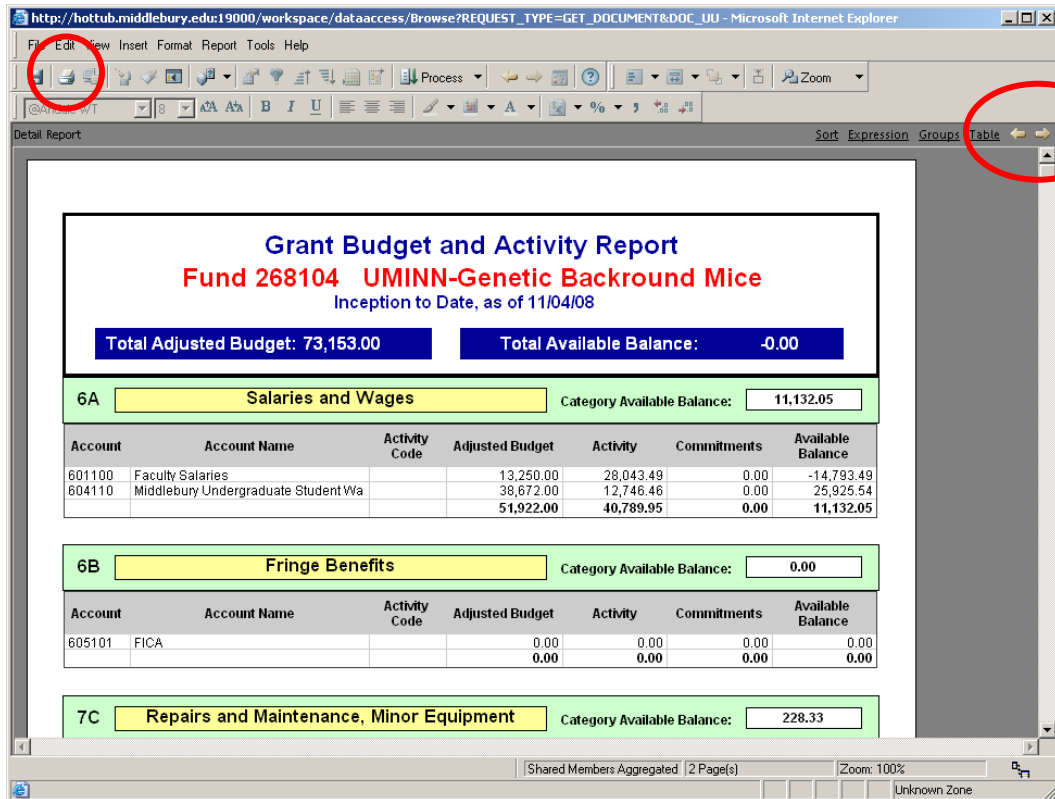 http://hottub.middlebury.edu:19000/workspace/dataaccess/Browse?REQUEST_TYPE=GET_DOCUMENT&DOC_UU - Microsoft Internet Explorer
File Edit View Insert Format Report Tools Help
Process Zoom
8 B I U A %
Detail Report Sort Expression Groups Table
Grant Budget and Activity Report
Fund 268104 UMINN-Genetic Backround Mice
Inception to Date, as of 11/04/08
Total Adjusted Budget: 73,153.00 Total Available Balance: -0.00
6A Salaries and Wages Category Available Balance: 11,132.05
Account Account Name Activity Code Adjusted Budget Activity Commitments Available Balance
601100 Faculty Salaries 13,250.00 28,043.49 0.00 -14,793.49
604110 Middlebury Undergraduate Student Wa 38,672.00 12,746.46 0.00 25,925.54
51,922.00 40,789.95 0.00 11,132.05
6B Fringe Benefits Category Available Balance: 0.00
Account Account Name Activity Code Adjusted Budget Activity Commitments Available Balance
605101 FICA 0.00 0.00 0.00 0.00
0.00 0.00 0.00 0.00
7C Repairs and Maintenance, Minor Equipment Category Available Balance: 228.33
Shared Members Aggregated 2 Page(s) Zoom: 100%
Unknown Zone